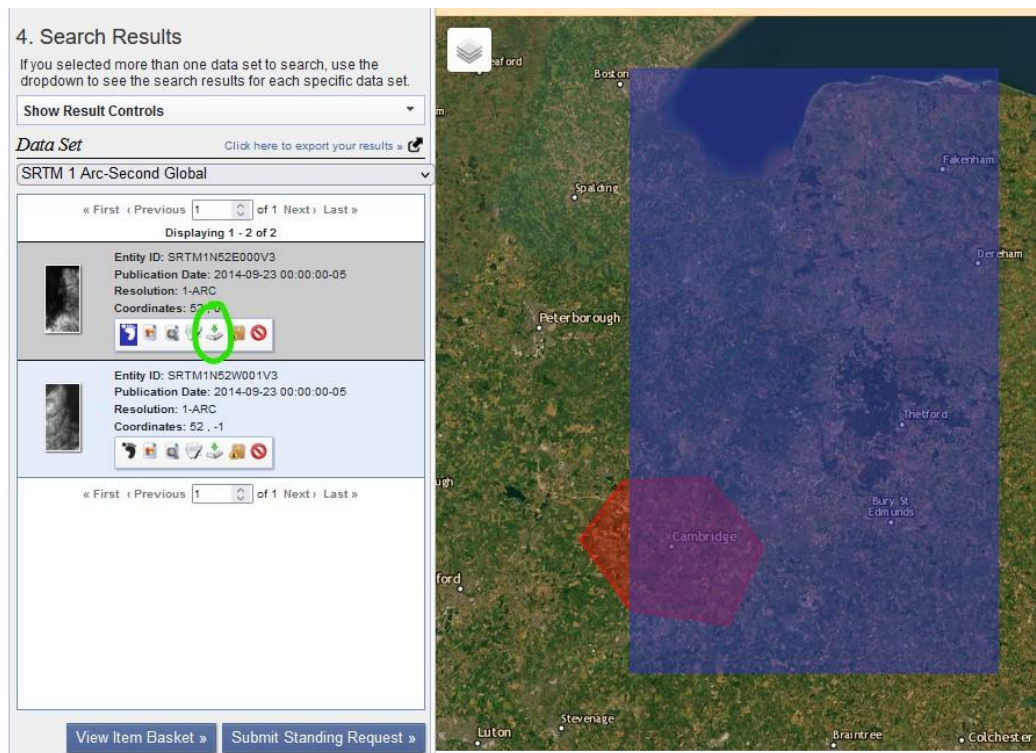 4. Search Results
If you selected more than one data set to search, use the
dropdown to see the search results for each specific data set.
Show Result Controls
Data Set
Click here to export your results »
SRTM 1 Arc-Second Global
« First ‹ Previous 1 of 1 Next › Last »
Displaying 1 - 2 of 2
Entity ID: SRTM1N52E000V3
Publication Date: 2014-09-23 00:00:00-05
Resolution: 1-ARC
Coordinates: 52 , 0
Entity ID: SRTM1N52W001V3
Publication Date: 2014-09-23 00:00:00-05
Resolution: 1-ARC
Coordinates: 52 , -1
« First ‹ Previous 1 of 1 Next › Last »
View Item Basket »
Submit Standing Request »
eaford
Boston
m
Fakenham
Spalding
Dereham
Peterborough
Thetford
ugh
Bury St
Edmunds
Cambridge
ford
Stevenage
Luton
Braintree
Colchester